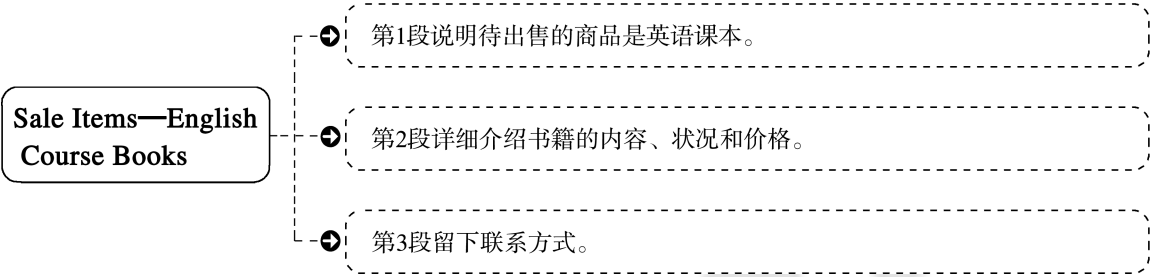 第1段说明待出售的商品是英语课本。
Sale Items—English
Course Books
第2段详细介绍书籍的内容、状况和价格。
第3段留下联系方式。